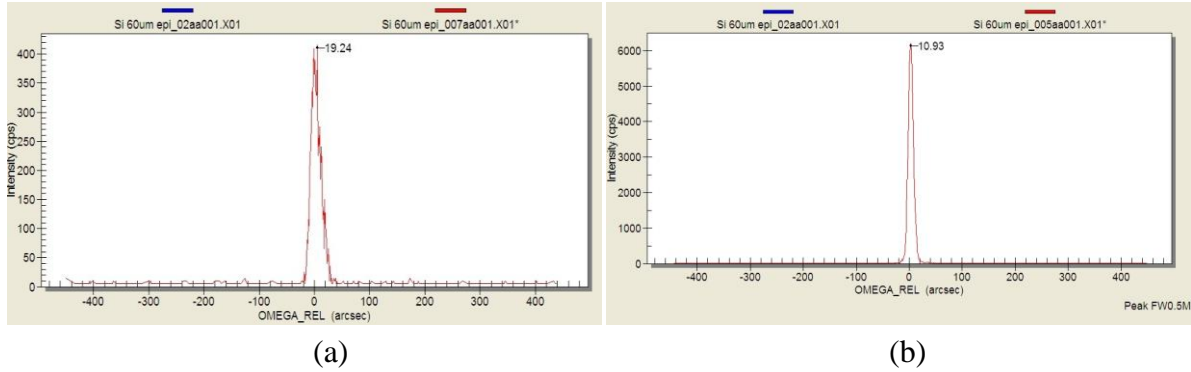 Si 60um epi_02aa001.X01 Si 60um epi_007aa001.X01*
400
350
300
250
200
150
100
50
0
Intensity (cps)
19.24
-400 -300 -200 -100 0 100 200 300 400
OMEGA_REL (arcsec)
(a)
Si 60um epi_02aa001.X01 Si 60um epi_005aa001.X01*
6000
5000
4000
3000
2000
1000
0
Intensity (cps)
10.93
-400 -300 -200 -100 0 100 200 300 400
OMEGA_REL (arcsec)
Peak FW0.5M
(b)